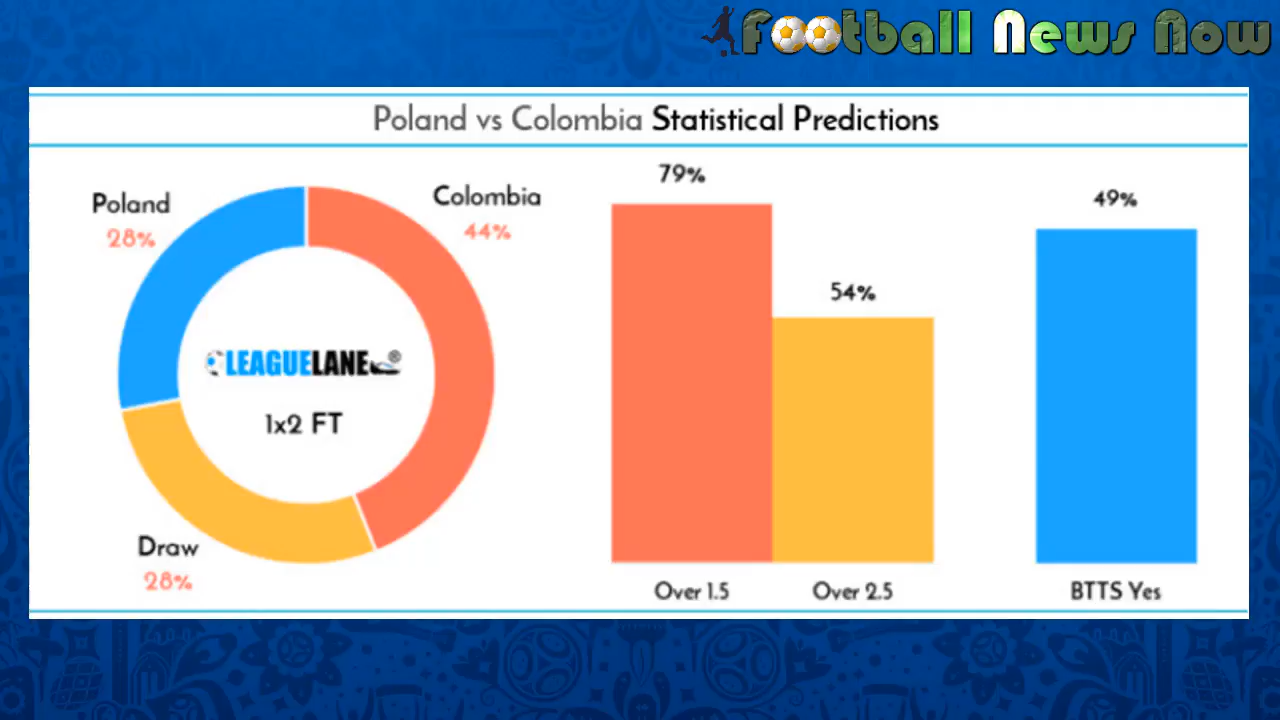 Football News Now
Poland vs Colombia Statistical Predictions
Poland
28%
Colombia
44%
Draw
28%
LEAGUELANE®
1x2 FT
79%
54%
49%
Over 1.5
Over 2.5
BTTS Yes